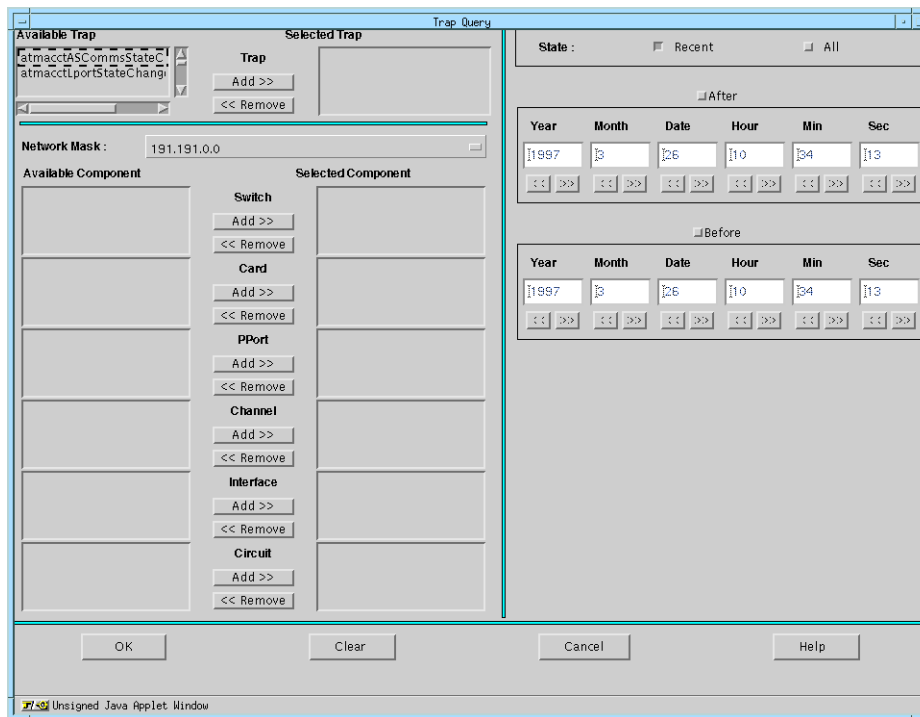 Trap Query
Available Trap
Selected Trap
atmacctASCommsStateC
atmacctLportStateChang
Trap
Add >>
<< Remove
Network Mask :
191.191.0.0
Available Component
Selected Component
Switch
Add >>
<< Remove
Card
Add >>
<< Remove
PPort
Add >>
<< Remove
Channel
Add >>
<< Remove
Interface
Add >>
<< Remove
Circuit
Add >>
<< Remove
State :
Recent
All
After
Year Month Date Hour Min Sec
1997 3 26 10 34 13
<< >> << >> << >> << >> << >> << >>
Before
Year Month Date Hour Min Sec
1997 3 26 10 34 13
<< >> << >> << >> << >> << >> << >>
OK
Clear
Cancel
Help
Unsigned Java Applet Window